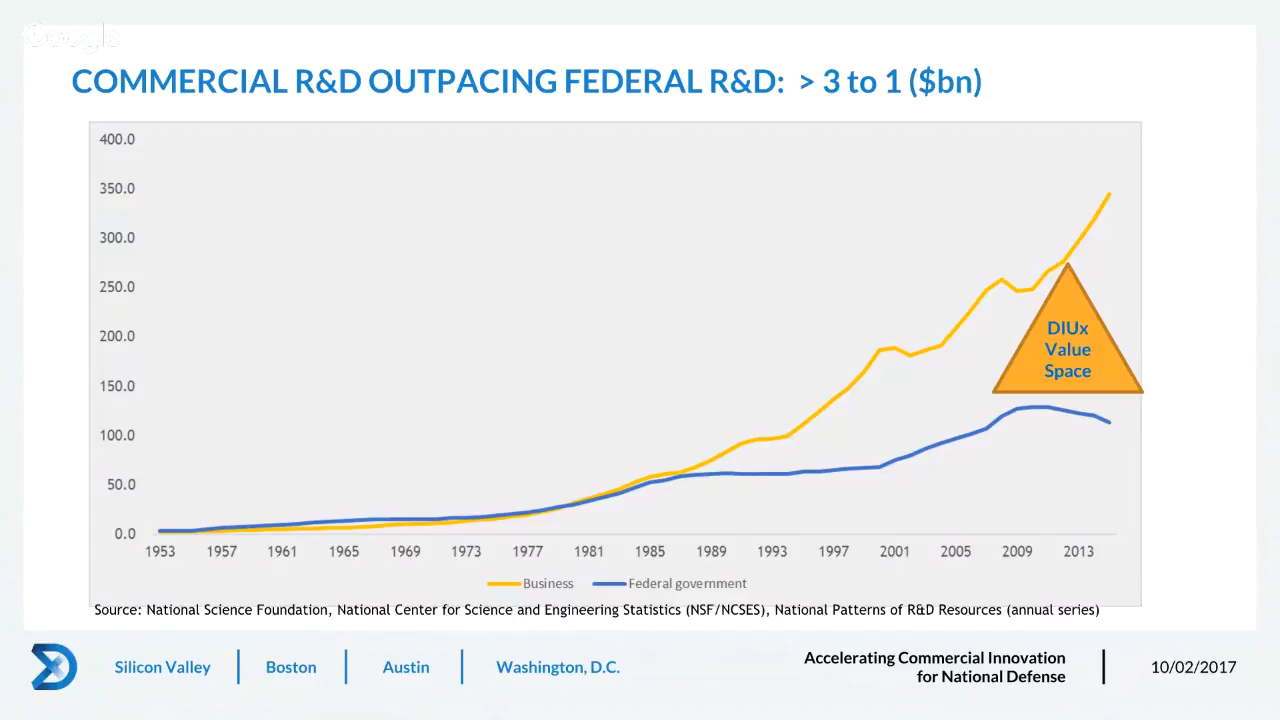 Google
COMMERCIAL R&D OUTPACING FEDERAL R&D:  > 3 to 1 ($bn)
400.0
350.0
300.0
250.0
200.0
150.0
100.0
50.0
0.0
DIUx
Value
Space
1953 1957 1961 1965 1969 1973 1977 1981 1985 1989 1993 1997 2001 2005 2009 2013
Business Federal government
Source: National Science Foundation, National Center for Science and Engineering Statistics (NSF/NCSES), National Patterns of R&D Resources (annual series)
Silicon Valley | Boston | Austin | Washington, D.C.
Accelerating Commercial Innovation
for National Defense
10/02/2017